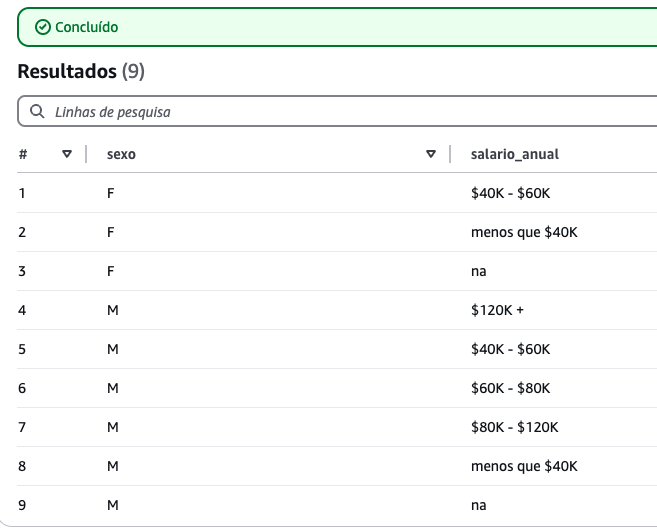 Concluído
Resultados (9)
Linhas de pesquisa
# sexo salario_anual
1 F $40K - $60K
2 F menos que $40K
3 F na
4 M $120K +
5 M $40K - $60K
6 M $60K - $80K
7 M $80K - $120K
8 M menos que $40K
9 M na